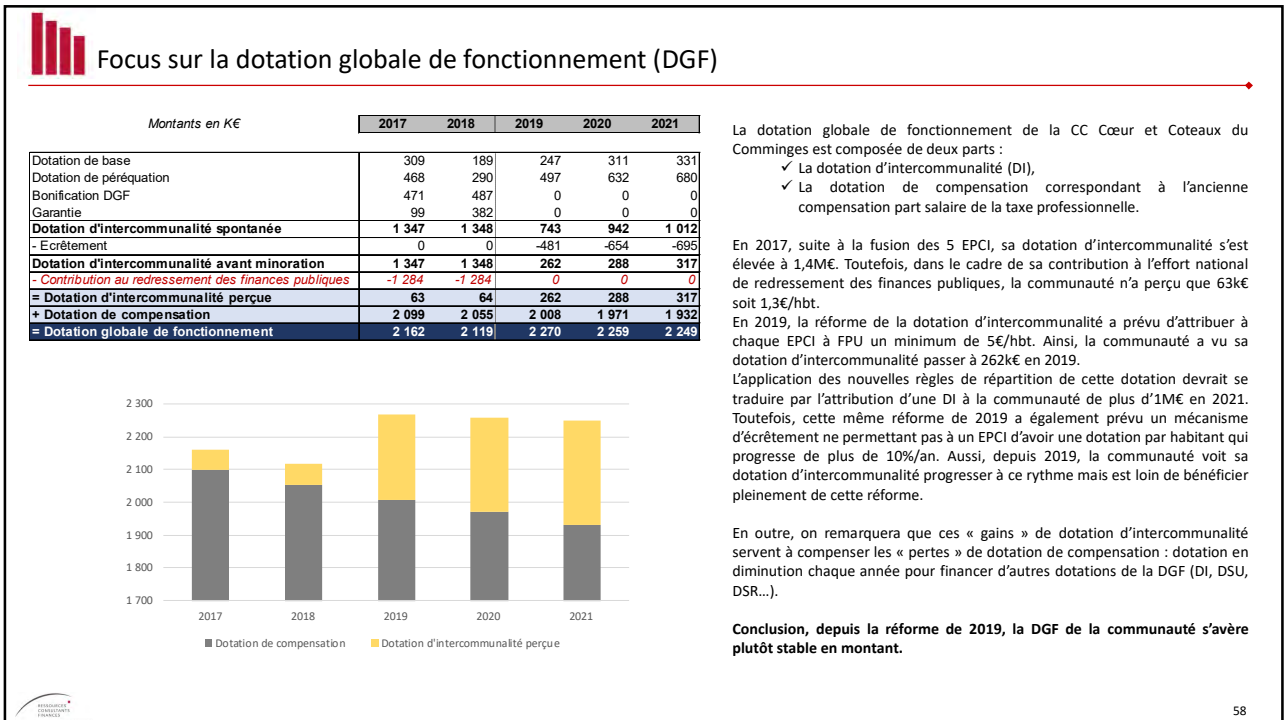 Focus sur la dotation globale de fonctionnement (DGF)
Montants en K€ 2017 2018 2019 2020 2021
Dotation de base 309 189 247 311 331
Dotation de péréquation 468 290 497 632 680
Bonification DGF 471 487 0 0 0
Garantie 99 382 0 0 0
Dotation d'intercommunalité spontanée 1 347 1 348 743 942 1 012
- Ecrêtement 0 0 -481 -654 -695
Dotation d'intercommunalité avant minoration 1 347 1 348 262 288 317
- Contribution au redressement des finances publiques -1 284 -1 284 0 0 0
= Dotation d'intercommunalité perçue 63 64 262 288 317
+ Dotation de compensation 2 099 2 055 2 008 1 971 1 932
= Dotation globale de fonctionnement 2 162 2 119 2 270 2 259 2 249
2 300
2 200
2 100
2 000
1 900
1 800
1 700
2017 2018 2019 2020 2021
Dotation de compensation Dotation d'intercommunalité perçue
La dotation globale de fonctionnement de la CC Cœur et Coteaux du
Comminges est composée de deux parts :
✓ La dotation d'intercommunalité (DI),
✓ La dotation de compensation correspondant à l'ancienne
compensation part salaire de la taxe professionnelle.
En 2017, suite à la fusion des 5 EPCI, sa dotation d'intercommunalité s'est
élevée à 1,4M€. Toutefois, dans le cadre de sa contribution à l'effort national
de redressement des finances publiques, la communauté n'a perçu que 63k€
soit 1,3€/hbt.
En 2019, la réforme de la dotation d'intercommunalité a prévu d'attribuer à
chaque EPCI à FPU un minimum de 5€/hbt. Ainsi, la communauté a vu sa
dotation d'intercommunalité passer à 262k€ en 2019.
L'application des nouvelles règles de répartition de cette dotation devrait se
traduire par l'attribution d'une DI à la communauté de plus d'1M€ en 2021.
Toutefois, cette même réforme de 2019 a également prévu un mécanisme
d'écrêtement ne permettant pas à un EPCI d'avoir une dotation par habitant qui
progresse de plus de 10%/an. Aussi, depuis 2019, la communauté voit sa
dotation d'intercommunalité progresser à ce rythme mais est loin de bénéficier
pleinement de cette réforme.
En outre, on remarquera que ces « gains » de dotation d'intercommunalité
servent à compenser les « pertes » de dotation de compensation : dotation en
diminution chaque année pour financer d'autres dotations de la DGF (DI, DSU,
DSR…).
Conclusion, depuis la réforme de 2019, la DGF de la communauté s'avère
plutôt stable en montant.
RESSOURCES
CONSULTANTS
FINANCES
58